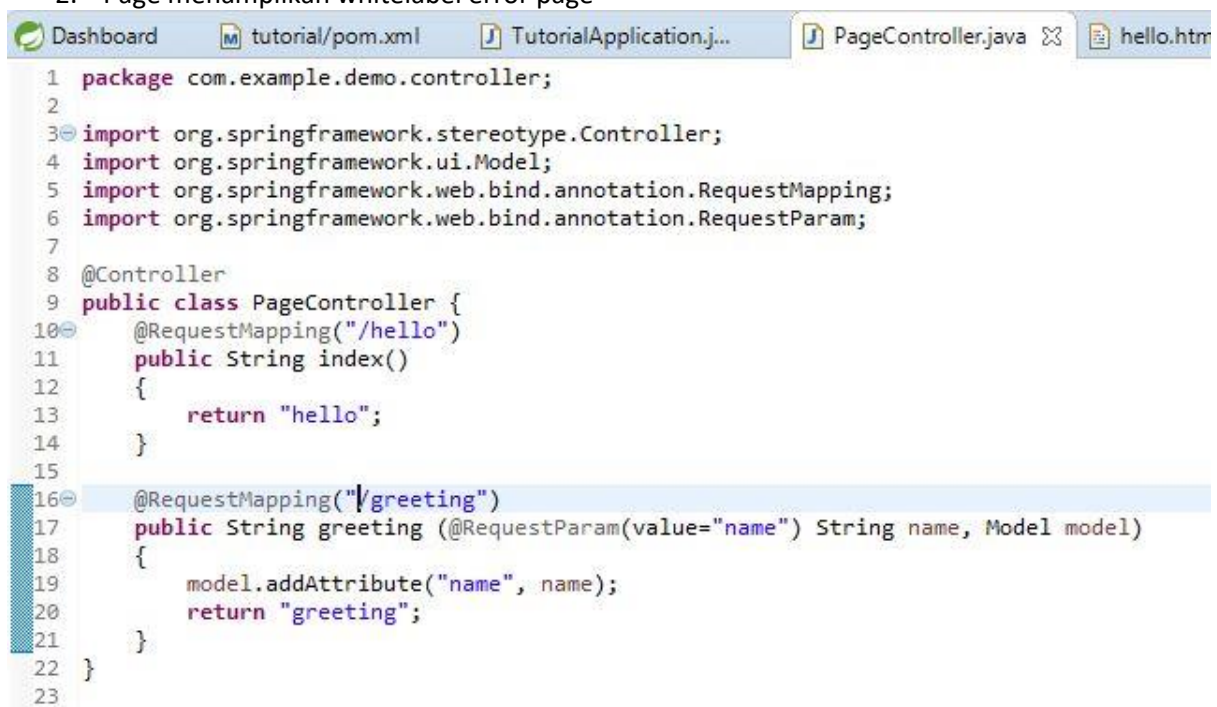 2. Page menampilkan whitelabel error page
Dashboard tutorial/pom.xml TutorialApplication.j... PageController.java hello.htm
1 package com.example.demo.controller;
2
3 import org.springframework.stereotype.Controller;
4 import org.springframework.ui.Model;
5 import org.springframework.web.bind.annotation.RequestMapping;
6 import org.springframework.web.bind.annotation.RequestParam;
7
8 @Controller
9 public class PageController {
10 @RequestMapping("/hello")
11 public String index()
12 {
13 return "hello";
14 }
15
16 @RequestMapping("/greeting")
17 public String greeting (@RequestParam(value="name") String name, Model model)
18 {
19 model.addAttribute("name", name);
20 return "greeting";
21 }
22 }
23